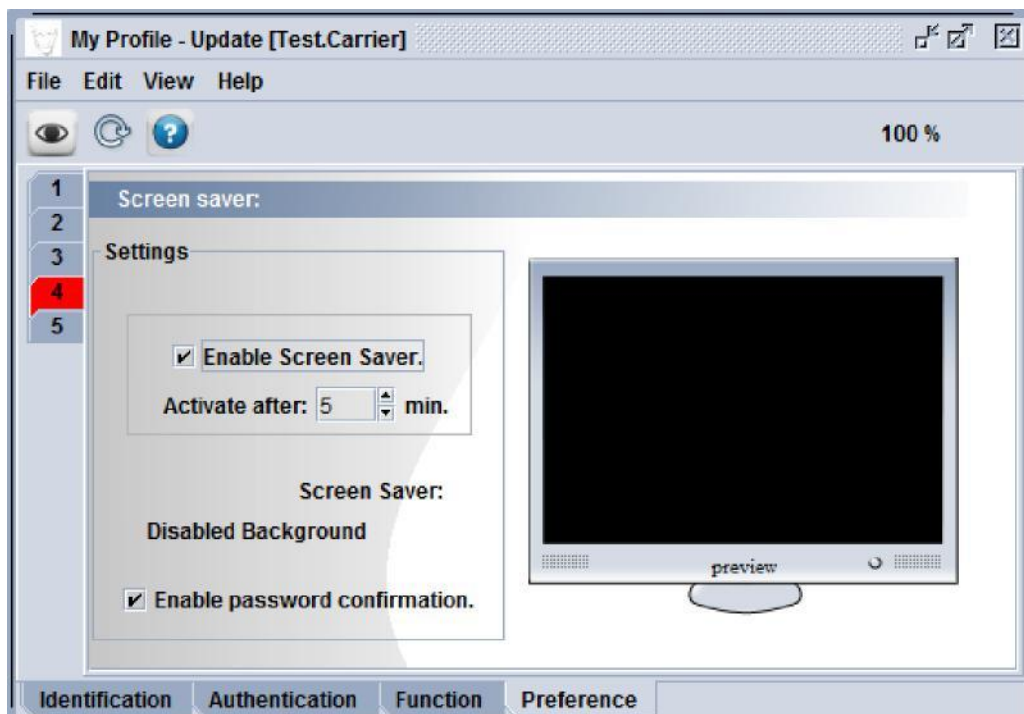 My Profile - Update [Test.Carrier]
File Edit View Help
100 %
1
2
3
4
5
Screen saver:
Settings
Enable Screen Saver.
Activate after: 5 min.
Screen Saver:
Disabled Background
Enable password confirmation.
preview
Identification Authentication Function Preference